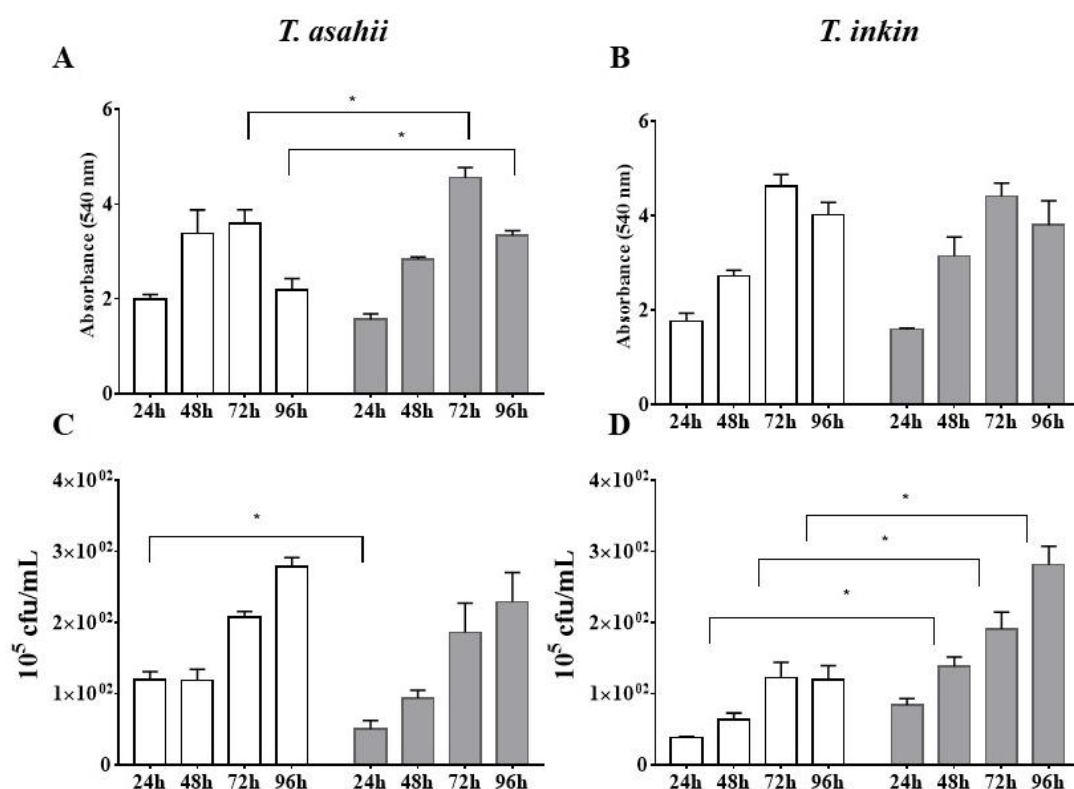 T. asahii
T. inkin
A
B
Absorbance (540 nm)
6
4
2
0
*
*
24h 48h 72h 96h 24h 48h 72h 96h
Absorbance (540 nm)
6
4
2
0
24h 48h 72h 96h 24h 48h 72h 96h
C
D
10⁵ cfu/mL
4×10⁰²
3×10⁰²
2×10⁰²
1×10⁰²
0
*
24h 48h 72h 96h 24h 48h 72h 96h
10⁵ cfu/mL
4×10⁰²
3×10⁰²
2×10⁰²
1×10⁰²
0
*
*
*
24h 48h 72h 96h 24h 48h 72h 96h